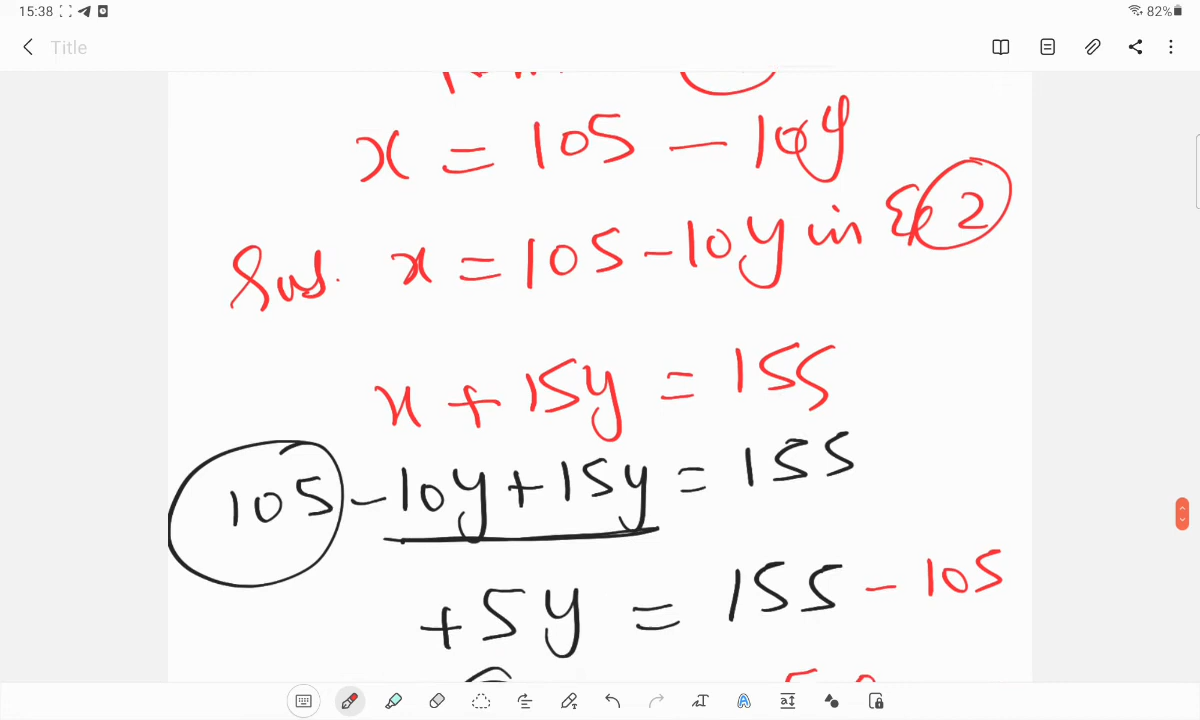 15:38 82%
Title
x = 105 - 10y
Sub. x = 105 - 10y in Eq 2
x + 15y = 155
105 - 10y + 15y = 155
+5y = 155 - 105